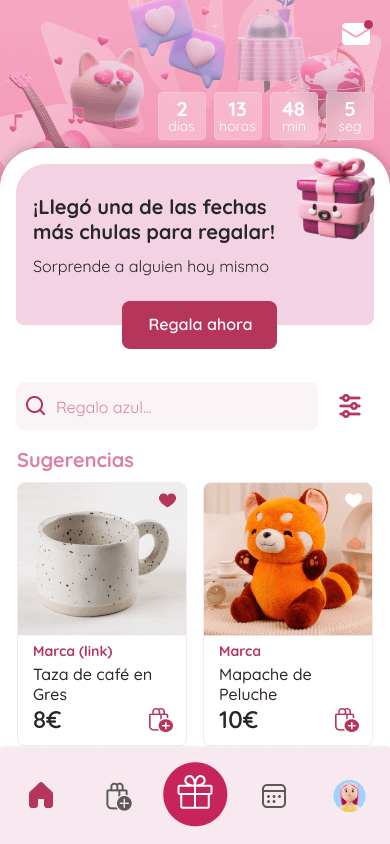 2 13 48 5
días horas min seg
¡Llegó una de las fechas
más chulas para regalar!
Sorprende a alguien hoy mismo
Regala ahora
Regalo azul...
Sugerencias
Marca (link)
Taza de café en
Gres
8€
Marca
Mapache de
Peluche
10€